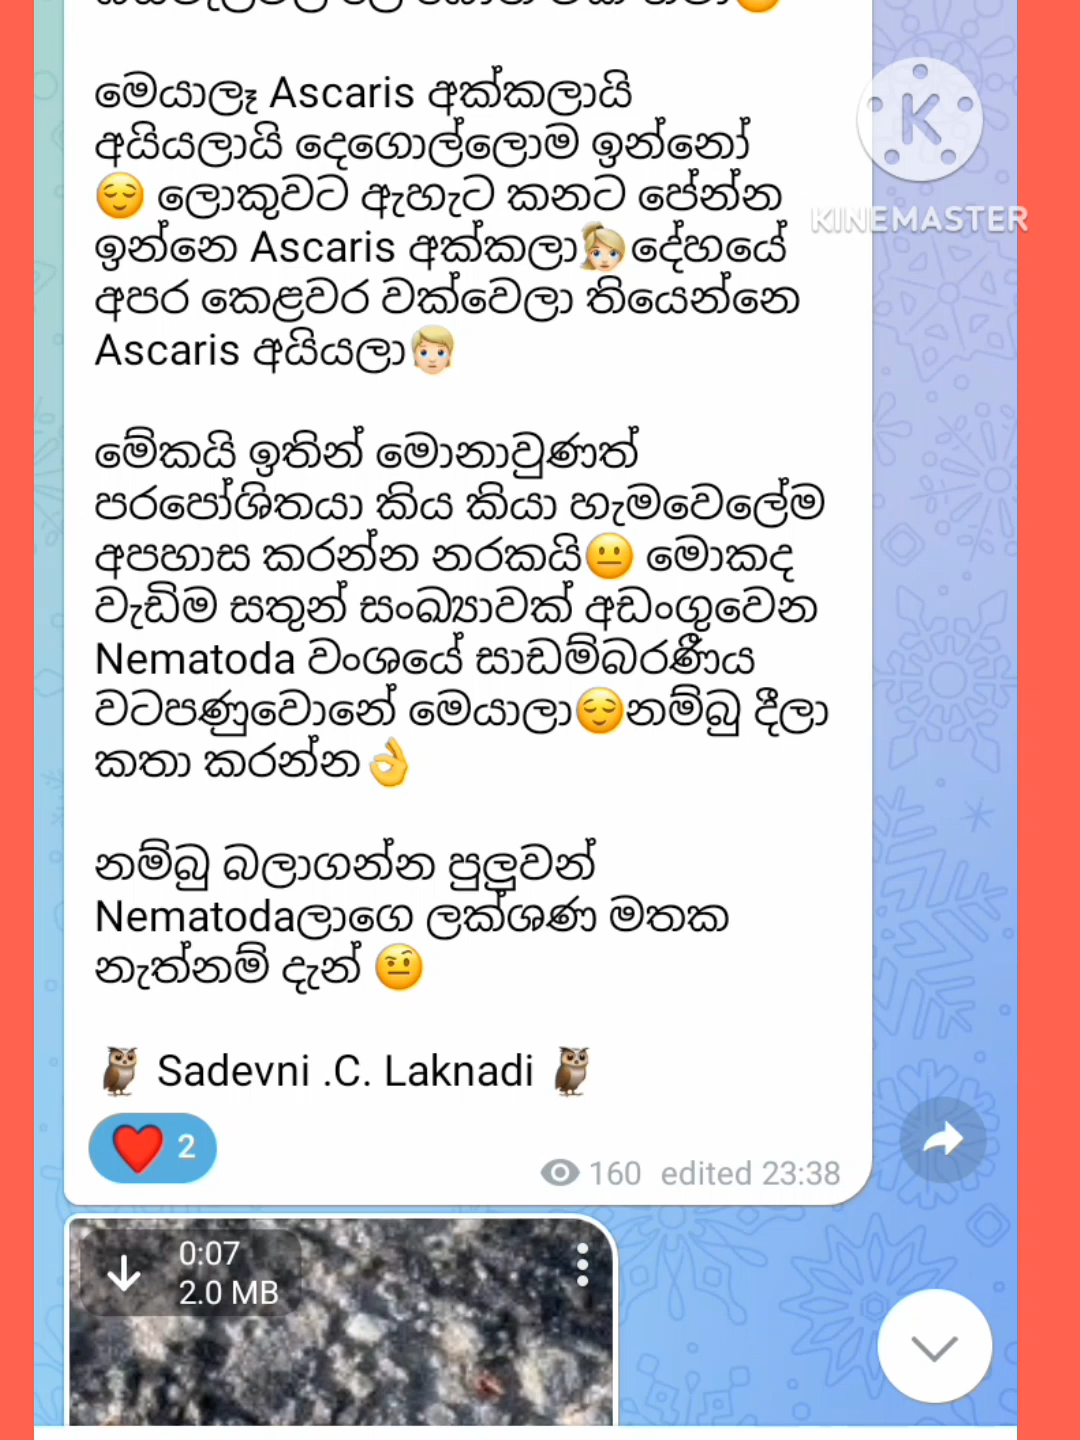 මෙයාලෑ Ascaris අක්කලායි
අයියලායි දෙගොල්ලොම ඉන්නෝ
😌 ලොකුවට ඇහැට කනට පේන්න
ඉන්නෙ Ascaris අක්කලා👱‍♀️දේහයේ
අපර කෙළවර වක්වෙලා තියෙන්නෙ
Ascaris අයියලා👱
මේකයි ඉතින් මොනාවුණත්
පරපෝශිතයා කිය කියා හැමවෙලේම
අපහාස කරන්න නරකයි😐 මොකද
වැඩිම සතුන් සංඛ්‍යාවක් අඩංගුවෙන
Nematoda වංශයේ සාඩම්බරණීය
වටපණුවොනේ මෙයාලා😌නම්බු දීලා
කතා කරන්න👌
නම්බු බලාගන්න පුලුවන්
Nematodaලාගෙ ලක්ශණ මතක
නැත්නම් දැන් 🤨
🦉 Sadevni .C. Laknadi 🦉
❤️ 2
160 edited 23:38
0:07
2.0 MB
K
KINEMASTER